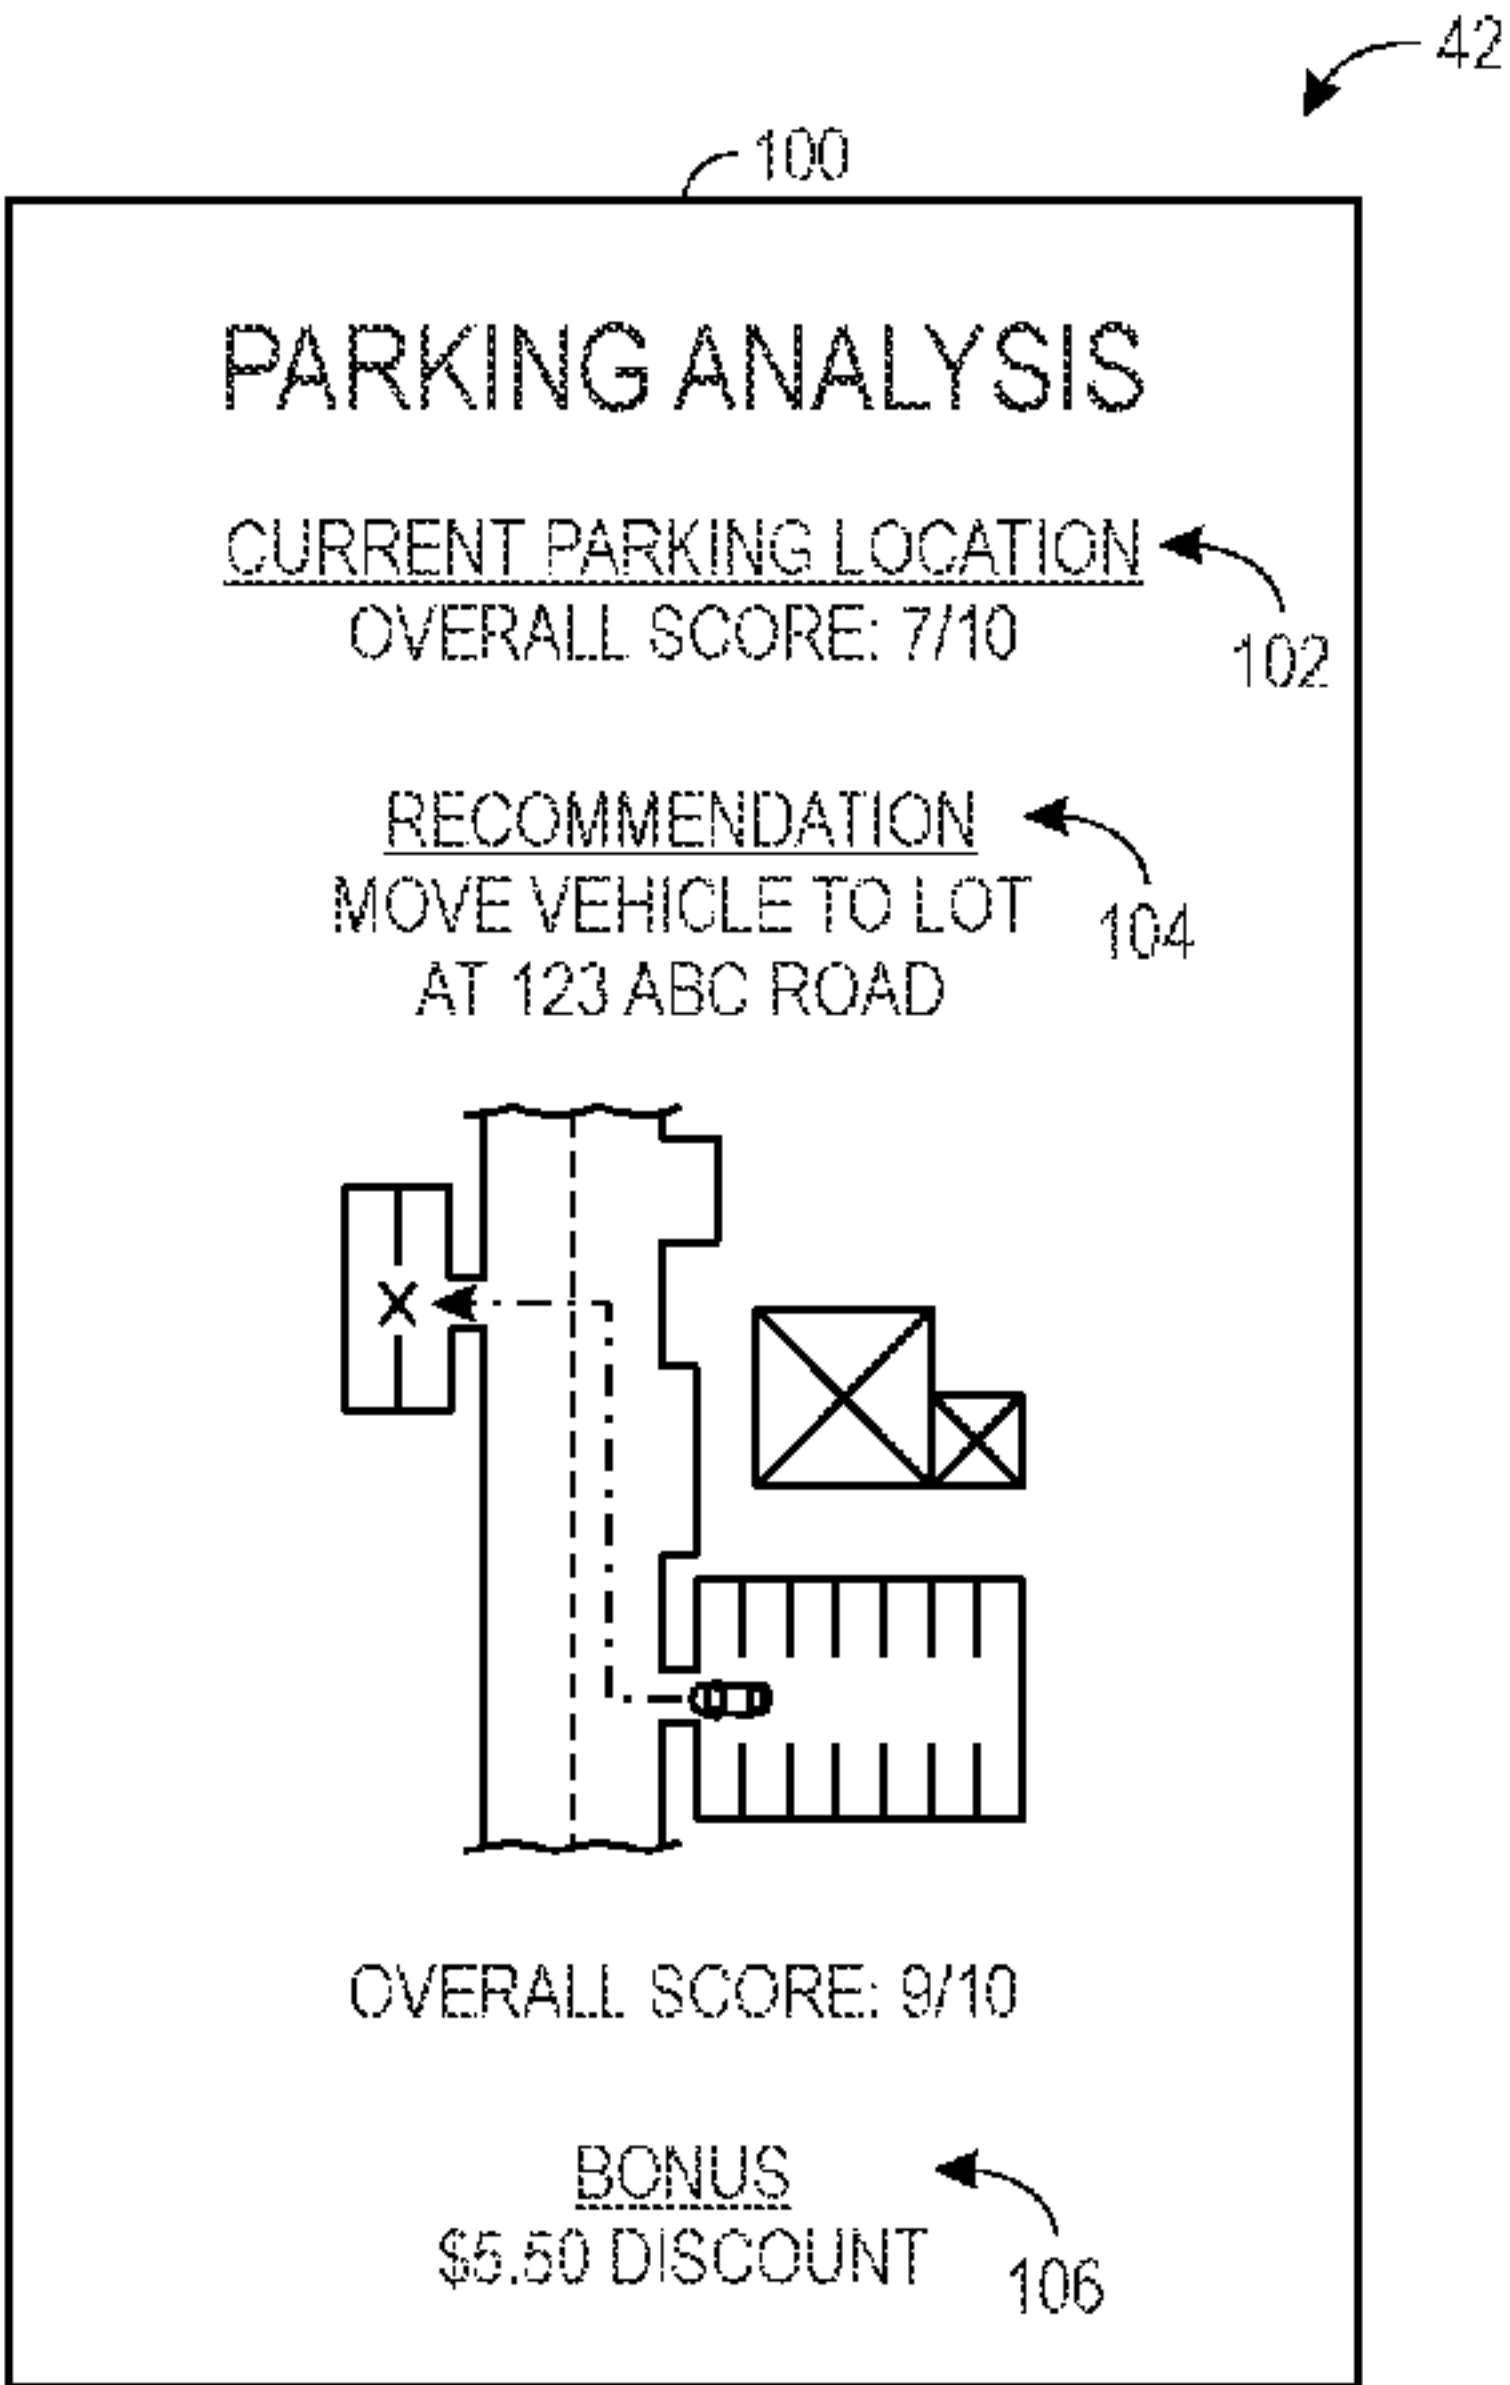 42
100
PARKING ANALYSIS
CURRENT PARKING LOCATION
OVERALL SCORE: 7/10
102
RECOMMENDATION
MOVE VEHICLE TO LOT
AT 123 ABC ROAD
104
X
OVERALL SCORE: 9/10
BONUS
$5.50 DISCOUNT
106